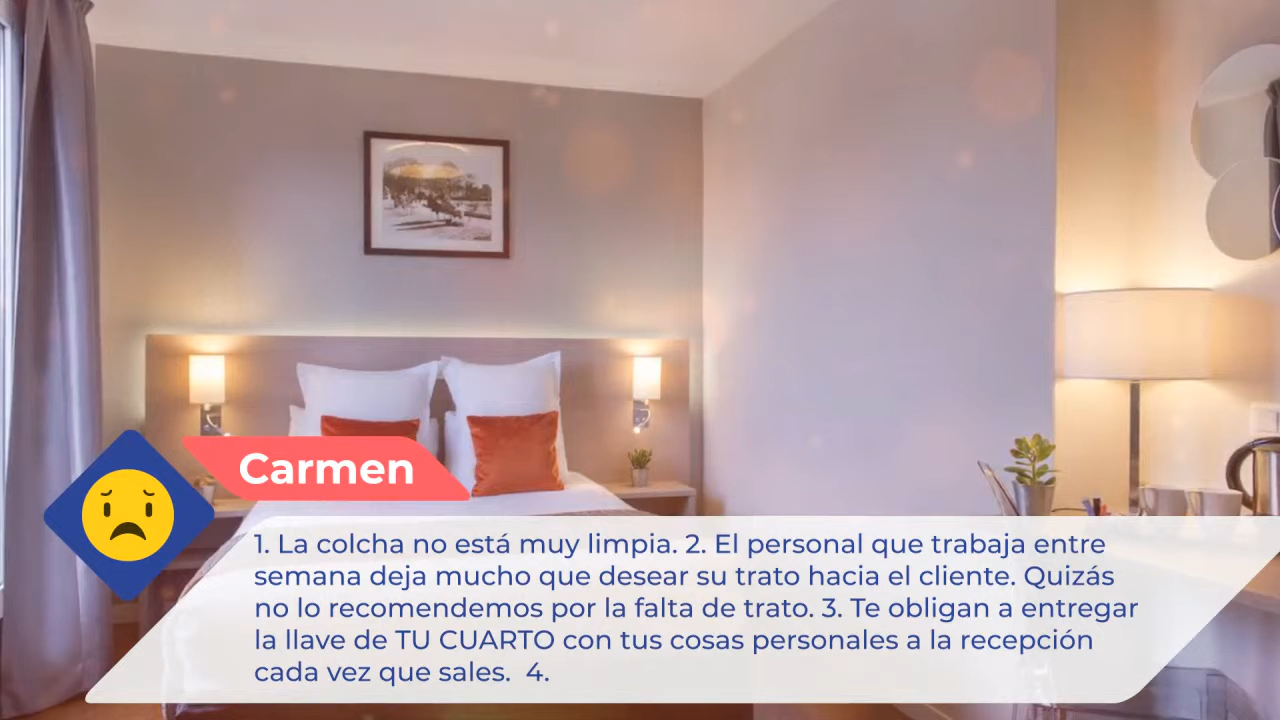 Carmen
1. La colcha no está muy limpia. 2. El personal que trabaja entre
semana deja mucho que desear su trato hacia el cliente. Quizás
no lo recomendemos por la falta de trato. 3. Te obligan a entregar
la llave de TU CUARTO con tus cosas personales a la recepción
cada vez que sales.  4.